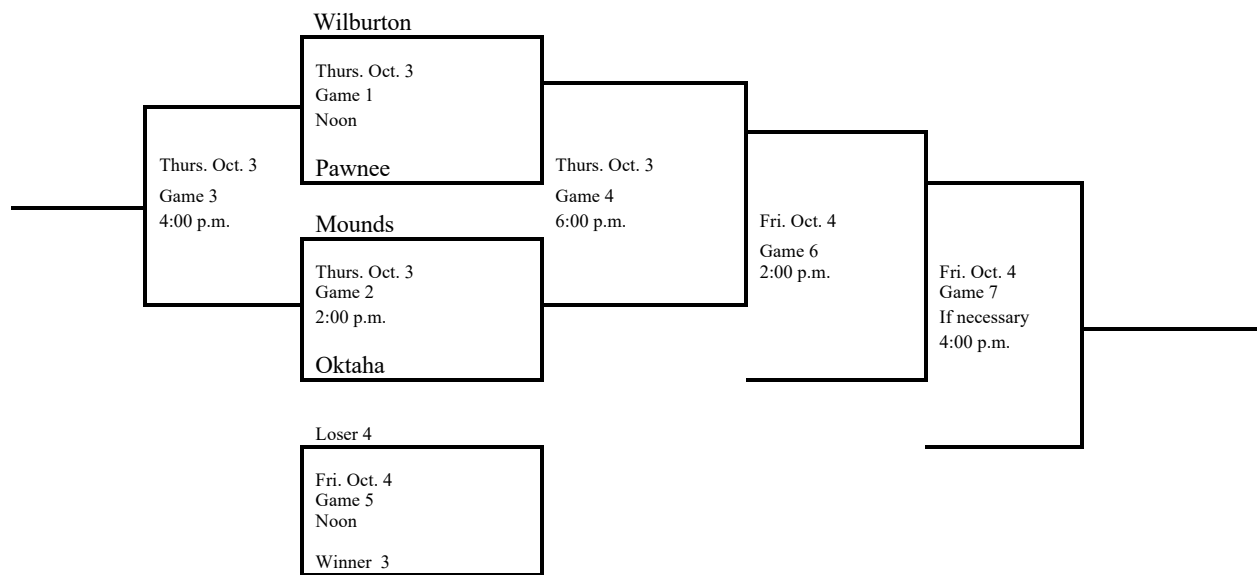 Wilburton
Thurs. Oct. 3
Game 1
Noon
Pawnee
Thurs. Oct. 3
Game 3
4:00 p.m.
Mounds
Thurs. Oct. 3
Game 2
2:00 p.m.
Oktaha
Thurs. Oct. 3
Game 4
6:00 p.m.
Fri. Oct. 4
Game 6
2:00 p.m.
Fri. Oct. 4
Game 7
If necessary
4:00 p.m.
Loser 4
Fri. Oct. 4
Game 5
Noon
Winner  3